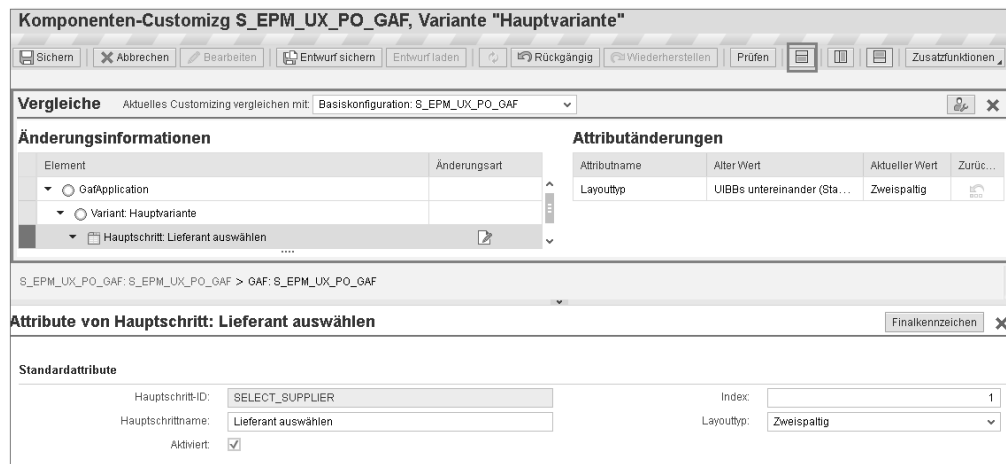 Komponenten-Customizg S_EPM_UX_PO_GAF, Variante "Hauptvariante"
Sichern Abbrechen Bearbeiten Entwurf sichern Entwurf laden Rückgängig Wiederherstellen Prüfen Zusatzfunktionen
Vergleiche Aktuelles Customizing vergleichen mit: Basiskonfiguration: S_EPM_UX_PO_GAF
Änderungsinformationen Attributänderungen
Element Änderungsart Attributname Alter Wert Aktueller Wert Zurüc...
GafApplication Layouttyp UIBBs untereinander (Sta... Zweispaltig
Variant: Hauptvariante
Hauptschritt: Lieferant auswählen
S_EPM_UX_PO_GAF: S_EPM_UX_PO_GAF > GAF: S_EPM_UX_PO_GAF
Attribute von Hauptschritt: Lieferant auswählen Finalkennzeichen
Standardattribute
Hauptschritt-ID: SELECT_SUPPLIER Index: 1
Hauptschrittname: Lieferant auswählen Layouttyp: Zweispaltig
Aktiviert: